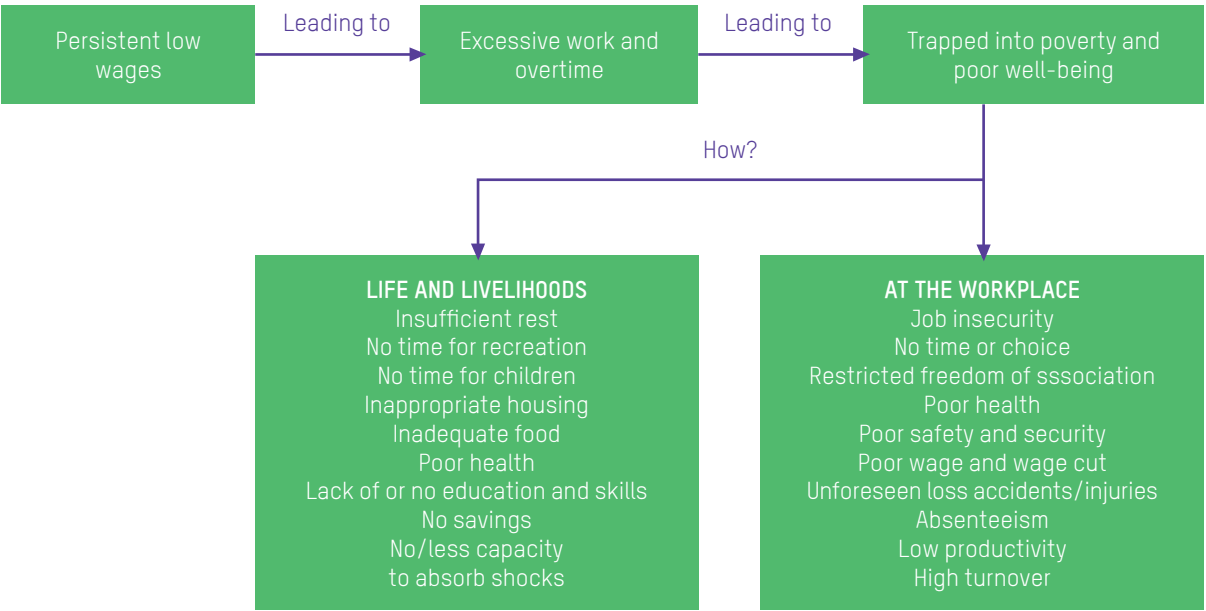 Persistent low
wages
Leading to
Excessive work and
overtime
Leading to
Trapped into poverty and
poor well-being
How?
LIFE AND LIVELIHOODS
Insufficient rest
No time for recreation
No time for children
Inappropriate housing
Inadequate food
Poor health
Lack of or no education and skills
No savings
No/less capacity
to absorb shocks
AT THE WORKPLACE
Job insecurity
No time or choice
Restricted freedom of sssociation
Poor health
Poor safety and security
Poor wage and wage cut
Unforeseen loss accidents/injuries
Absenteeism
Low productivity
High turnover